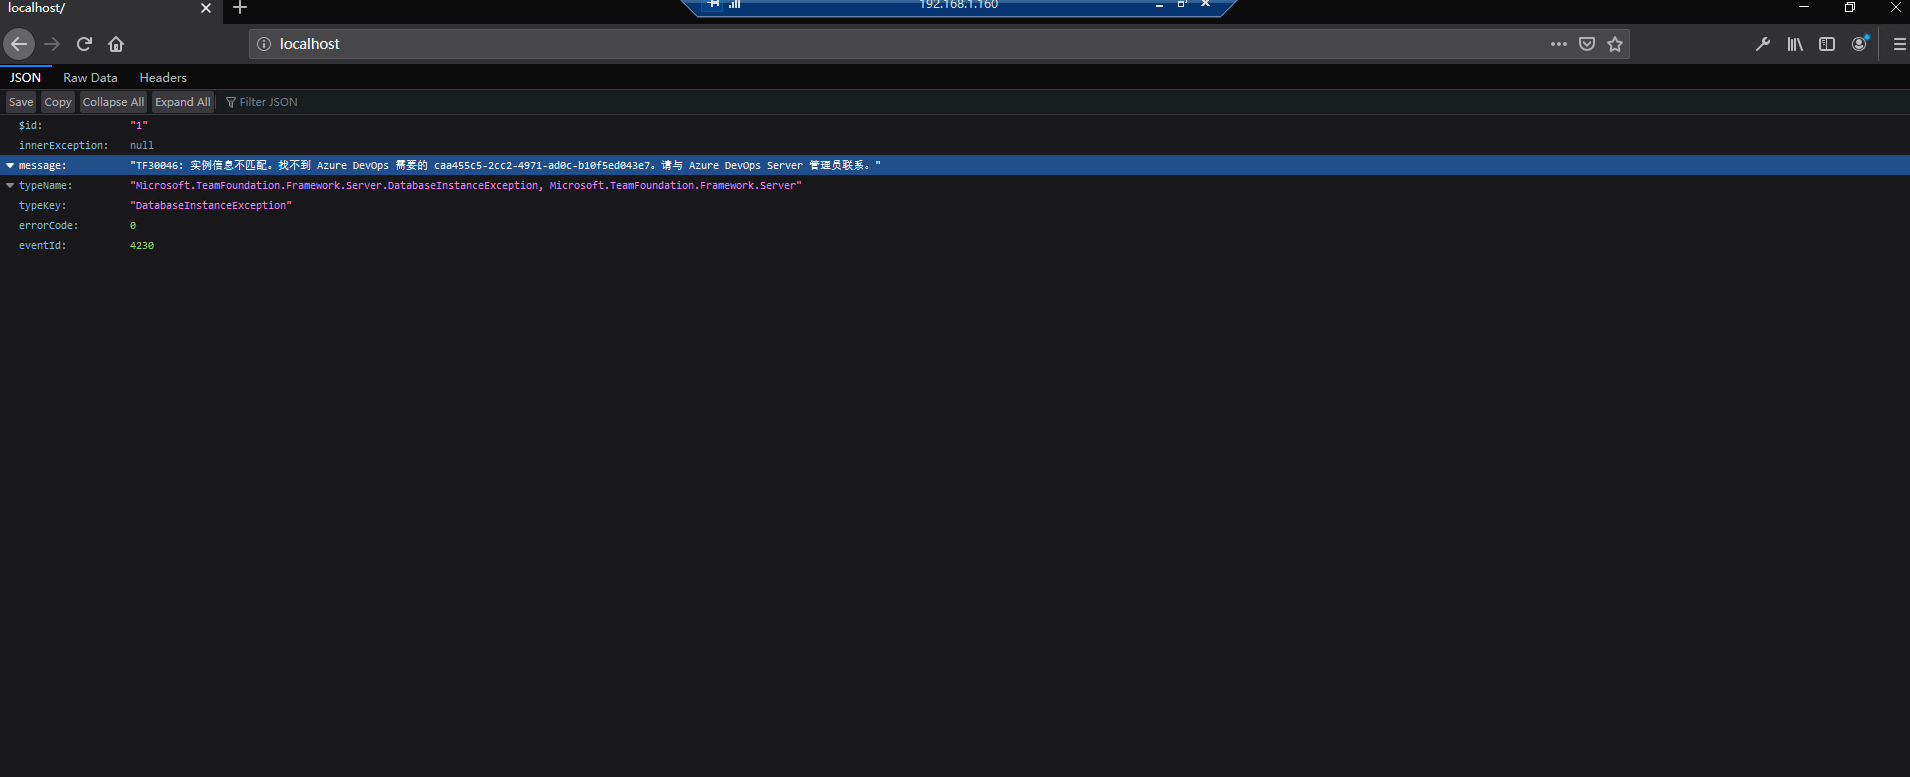 localhost/
192.168.1.160
localhost
JSON Raw Data Headers
Save Copy Collapse All Expand All Filter JSON
$id: "1"
innerException: null
message: "TF30046: 实例信息不匹配。找不到 Azure DevOps 需要的 caa455c5-2cc2-4971-ad0c-b10f5ed043e7。请与 Azure DevOps Server 管理员联系。"
typeName: "Microsoft.TeamFoundation.Framework.Server.DatabaseInstanceException, Microsoft.TeamFoundation.Framework.Server"
typeKey: "DatabaseInstanceException"
errorCode: 0
eventId: 4230